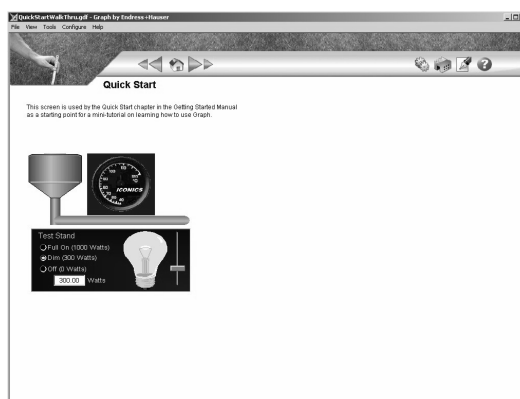 QuickStartWalkThru.gdf - Graph by Endress+Hauser
File View Tools Configure Help
Quick Start
This screen is used by the Quick Start chapter in the Getting Started Manual
as a starting point for a mini-tutorial on learning how to use Graph.
ICONICS
Test Stand
Full On (1000 Watts)
Dim (300 Watts)
Off (0 Watts)
300.00 Watts